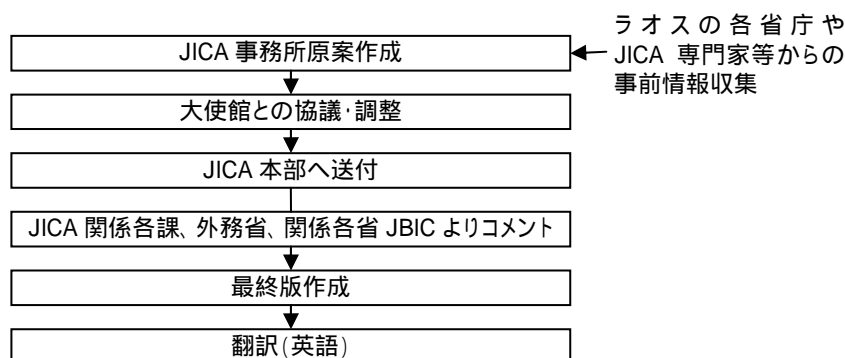 ラオスの各省庁や
JICA 専門家等からの
事前情報収集
JICA 事務所原案作成
大使館との協議・調整
JICA 本部へ送付
JICA 関係各課、外務省、関係各省 JBIC よりコメント
最終版作成
翻訳(英語)